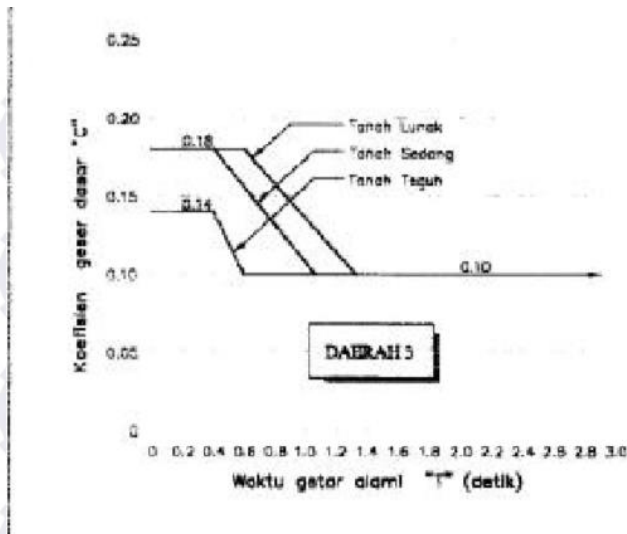 0.25
0.20
0.15
0.10
0.05
0
Koefisien geser dasar "C"
0.18
0.14
0.10
Tanah Lunak
Tanah Sedang
Tanah Teguh
DAERAH 3
0 0.2 0.4 0.6 0.8 1.0 1.2 1.4 1.6 1.8 2.0 2.2 2.4 2.6 2.8 3.0
Waktu getar alami "T" (detik)